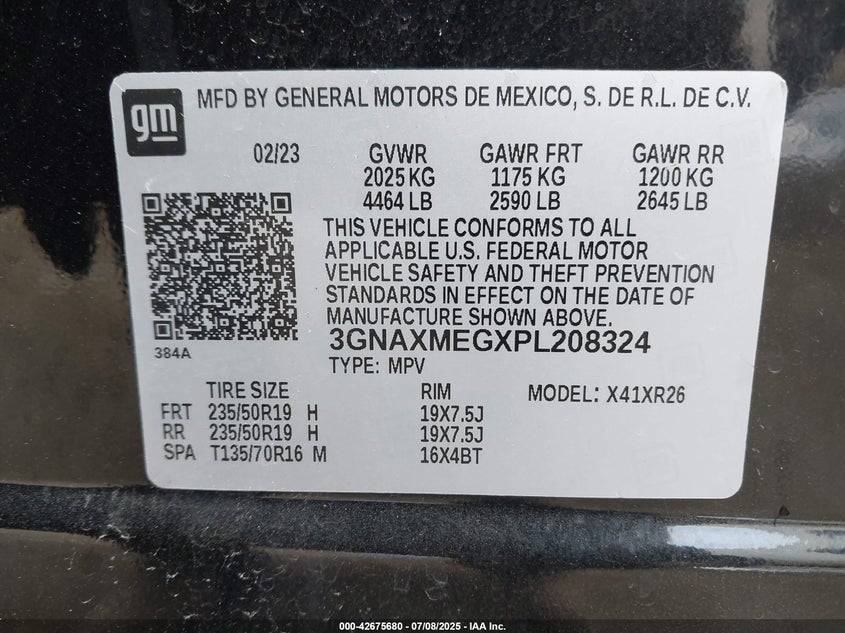 gm
MFD BY GENERAL MOTORS DE MEXICO, S. DE R.L. DE C.V.
02/23 GVWR GAWR FRT GAWR RR
2025 KG 1175 KG 1200 KG
4464 LB 2590 LB 2645 LB
THIS VEHICLE CONFORMS TO ALL
APPLICABLE U.S. FEDERAL MOTOR
VEHICLE SAFETY AND THEFT PREVENTION
STANDARDS IN EFFECT ON THE DATE OF
MANUFACTURE SHOWN ABOVE.
3GNAXMEGXPL208324
384A
TYPE: MPV
TIRE SIZE RIM MODEL: X41XR26
FRT 235/50R19 H 19X7.5J
RR 235/50R19 H 19X7.5J
SPA T135/70R16 M 16X4BT
000-42675680 - 07/08/2025 - IAA Inc.